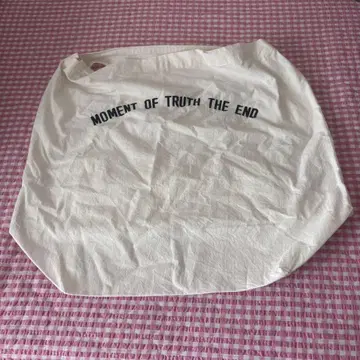 MOMENT OF TRUTH THE END